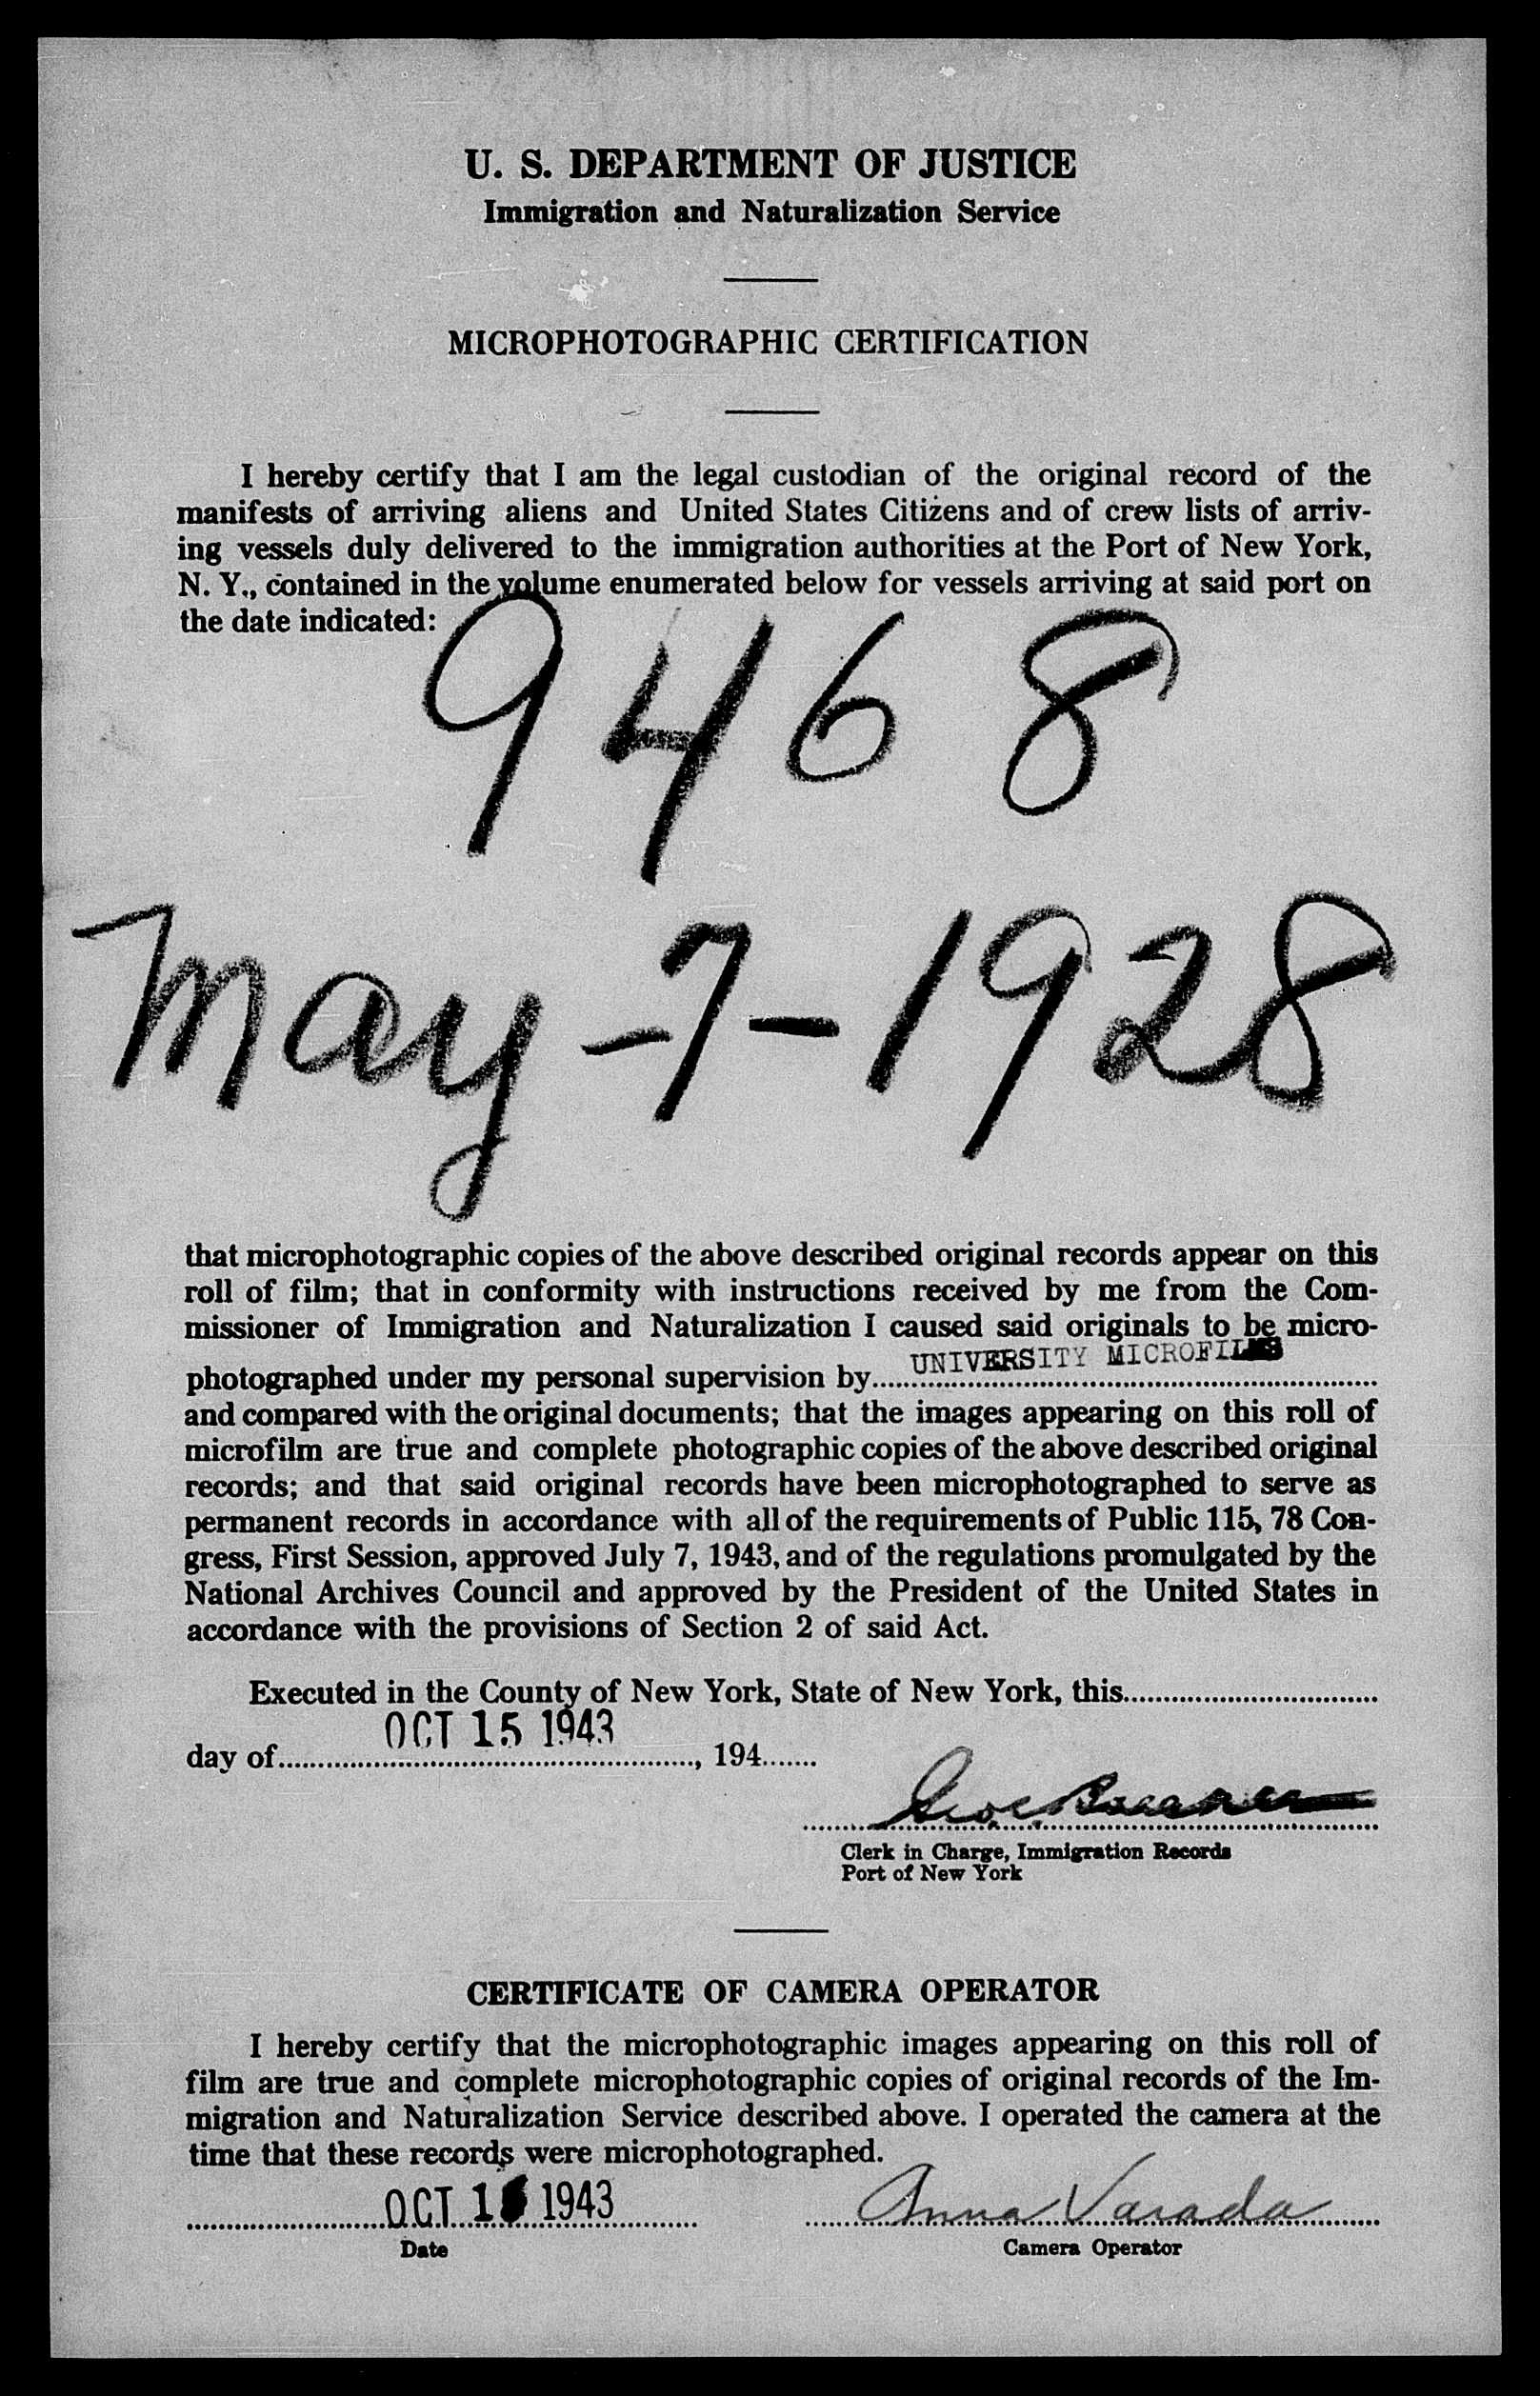 U. S. DEPARTMENT OF JUSTICE
Immigration and Naturalization Service
MICROPHOTOGRAPHIC CERTIFICATION
I hereby certify that I am the legal custodian of the original record of the
manifests of arriving aliens and United States Citizens and of crew lists of arriv-
ing vessels duly delivered to the immigration authorities at the Port of New York,
N. Y., contained in the volume enumerated below for vessels arriving at said port on
the date indicated:
9468
May-7-1928
that microphotographic copies of the above described original records appear on this
roll of film; that in conformity with instructions received by me from the Com-
missioner of Immigration and Naturalization I caused said originals to be micro-
photographed under my personal supervision by UNIVERSITY MICROFILMS
and compared with the original documents; that the images appearing on this roll of
microfilm are true and complete photographic copies of the above described original
records; and that said original records have been microphotographed to serve as
permanent records in accordance with all of the requirements of Public 115, 78 Con-
gress, First Session, approved July 7, 1943, and of the regulations promulgated by the
National Archives Council and approved by the President of the United States in
accordance with the provisions of Section 2 of said Act.
Executed in the County of New York, State of New York, this
day of OCT 15 1943, 194
Clerk in Charge, Immigration Records
Port of New York
CERTIFICATE OF CAMERA OPERATOR
I hereby certify that the microphotographic images appearing on this roll of
film are true and complete microphotographic copies of original records of the Im-
migration and Naturalization Service described above. I operated the camera at the
time that these records were microphotographed.
OCT 1943 Anna Varada
Date Camera Operator